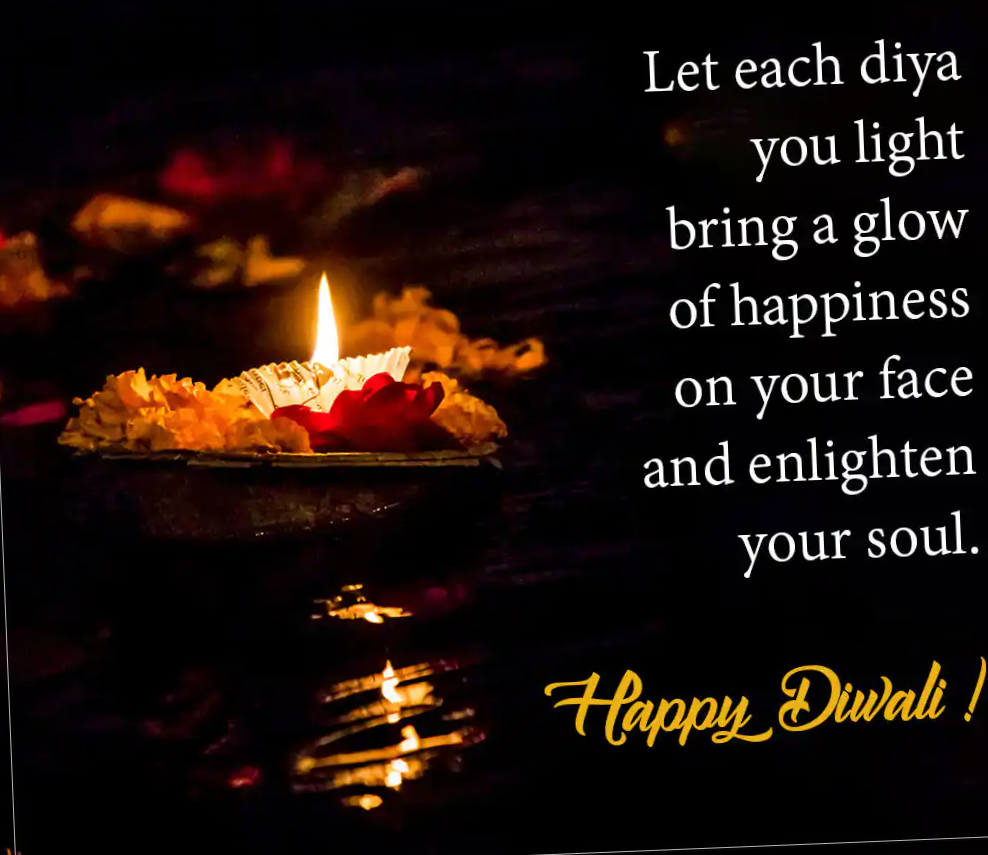 Let each diya
you light
bring a glow
of happiness
on your face
and enlighten
your soul.
Happy Diwali !